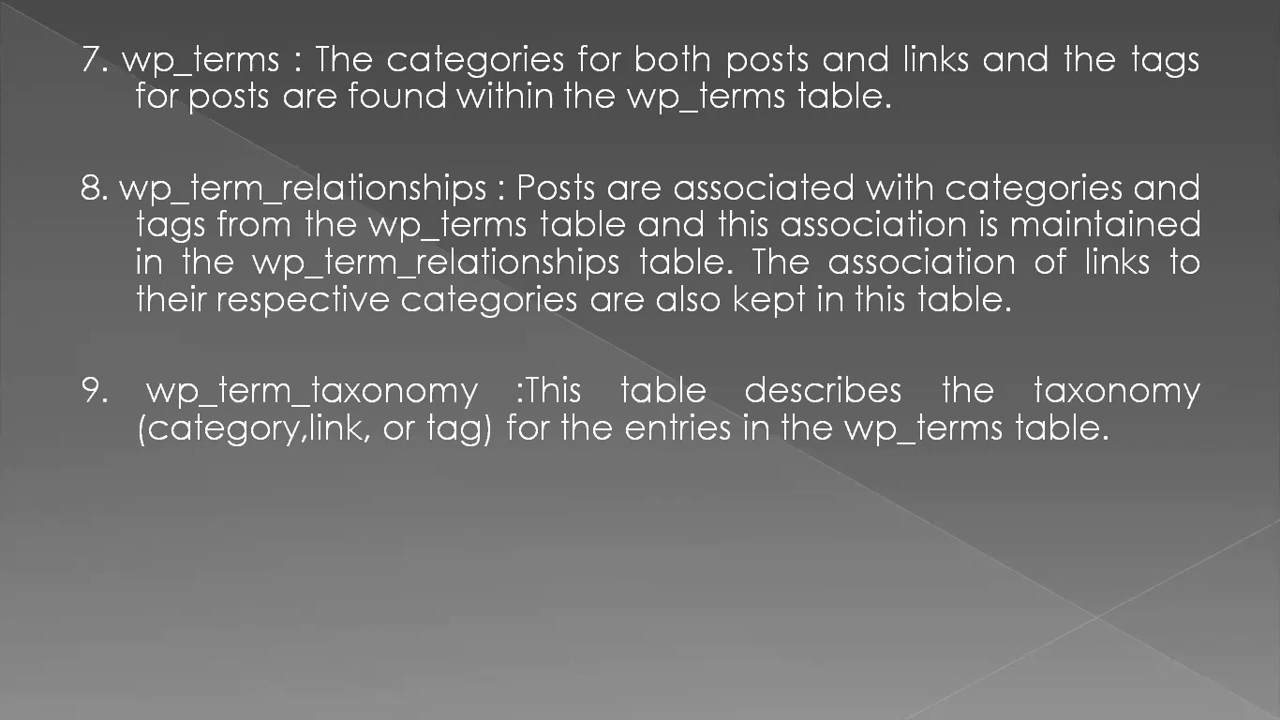 7. wp_terms : The categories for both posts and links and the tags
for posts are found within the wp_terms table.
8. wp_term_relationships : Posts are associated with categories and
tags from the wp_terms table and this association is maintained
in the wp_term_relationships table. The association of links to
their respective categories are also kept in this table.
9. wp_term_taxonomy :This table describes the taxonomy
(category,link, or tag) for the entries in the wp_terms table.